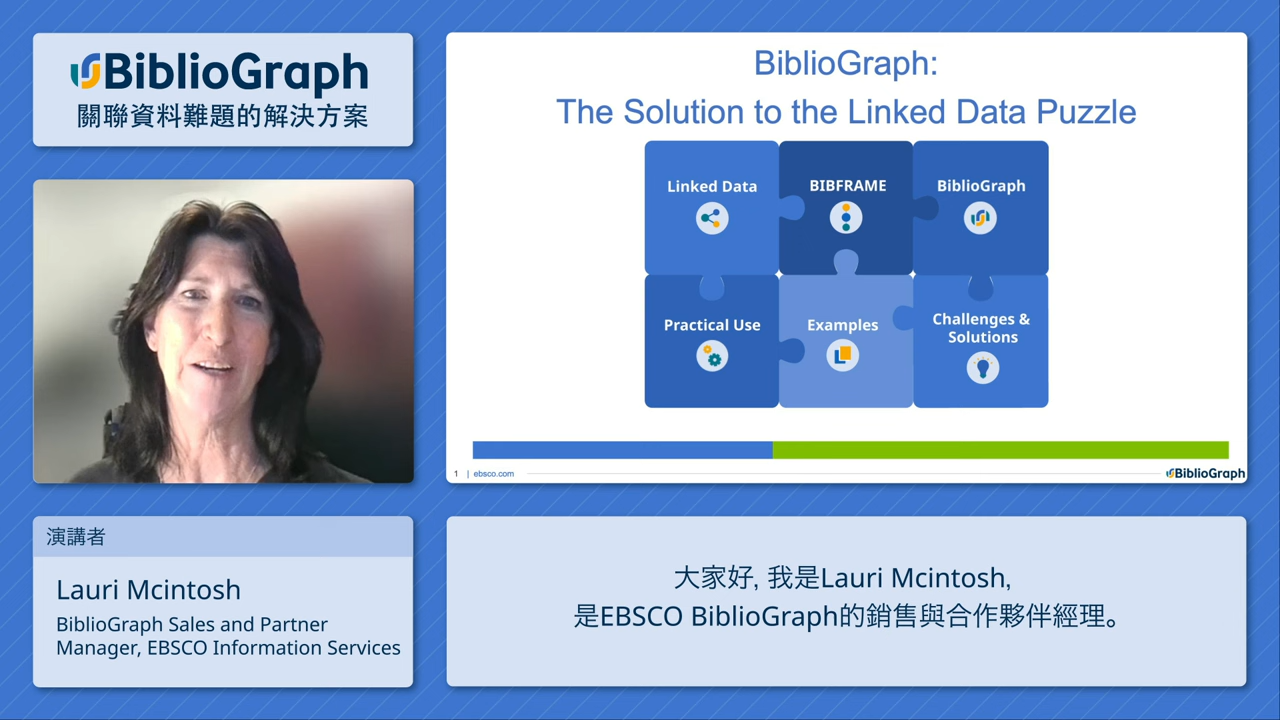 BiblioGraph
關聯資料難題的解決方案
BiblioGraph:
The Solution to the Linked Data Puzzle
Linked Data
BIBFRAME
BiblioGraph
Practical Use
Examples
Challenges &
Solutions
1 | ebsco.com
BiblioGraph
演講者
Lauri Mcintosh
BiblioGraph Sales and Partner
Manager, EBSCO Information Services
大家好, 我是Lauri Mcintosh,
是EBSCO BiblioGraph的銷售與合作夥伴經理。